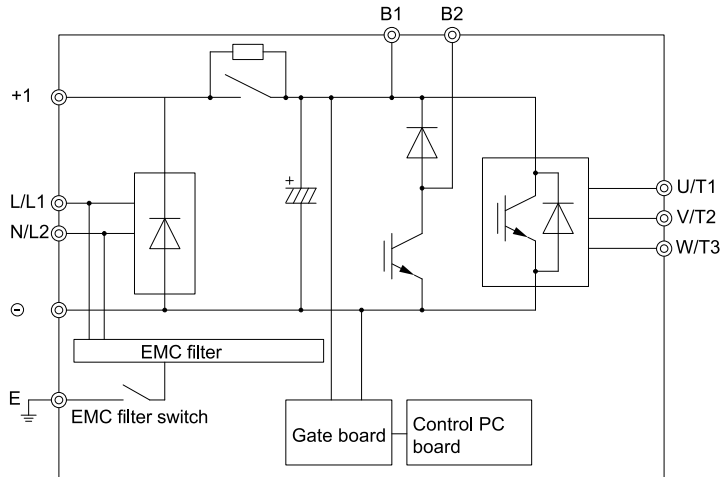 B1
B2
+1
L/L1
N/L2
⊖
E
+
U/T1
V/T2
W/T3
EMC filter
EMC filter switch
Gate board
Control PC
board